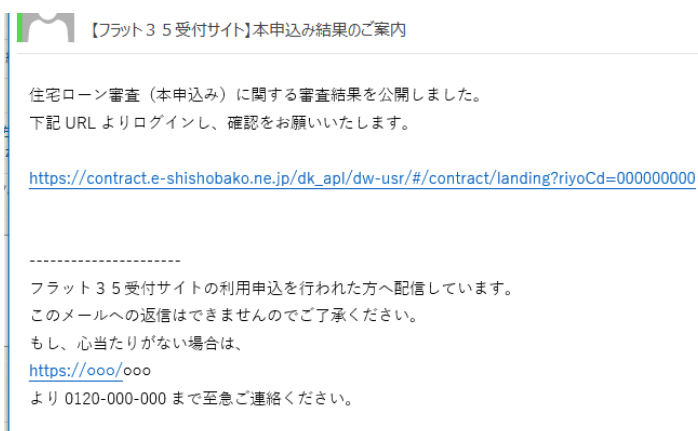 【フラット３５受付サイト】本申込み結果のご案内
住宅ローン審査（本申込み）に関する審査結果を公開しました。
下記 URL よりログインし、確認をお願いいたします。
https://contract.e-shishobako.ne.jp/dk_apl/dw-usr/#/contract/landing?riyoCd=000000000
----------------------
フラット３５受付サイトの利用申込を行われた方へ配信しています。
このメールへの返信はできませんのでご了承ください。
もし、心当たりがない場合は、
https://ooo/ooo
より 0120-000-000 まで至急ご連絡ください。